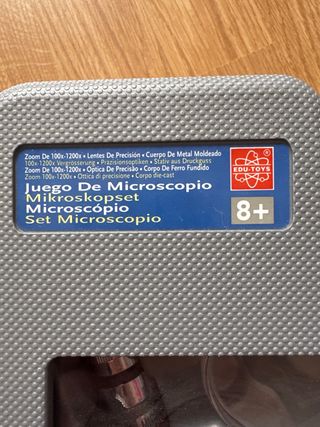 Zoom De 100x-1200x • Lentes De Precisión • Cuerpo De Metal Moldeado
100x-1200x Vergrösserung • Präzisionsoptiken • Stativ aus Druckguss
Zoom De 100x-1200x • Optica De Precisão • Corpo De Ferro Fundido
Zoom 100x-1200x • Ottica di precisione • Corpo die-cast
Juego De Microscopio
Mikroskopset
Microscópio
Set Microscopio
®
EDU-TOYS
8+